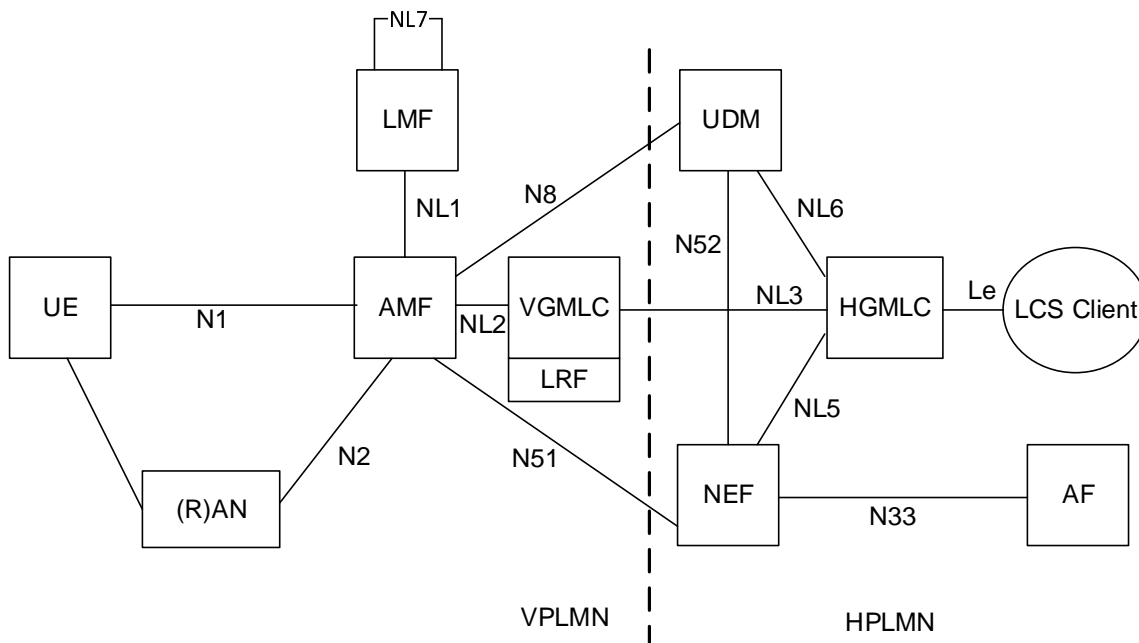 NL7
LMF
UDM
NL1
N8
NL6
N52
UE
N1
AMF
NL2
VGMLC
LRF
NL3
HGMLC
Le
LCS Client
NL5
N2
N51
(R)AN
NEF
N33
AF
VPLMN
HPLMN